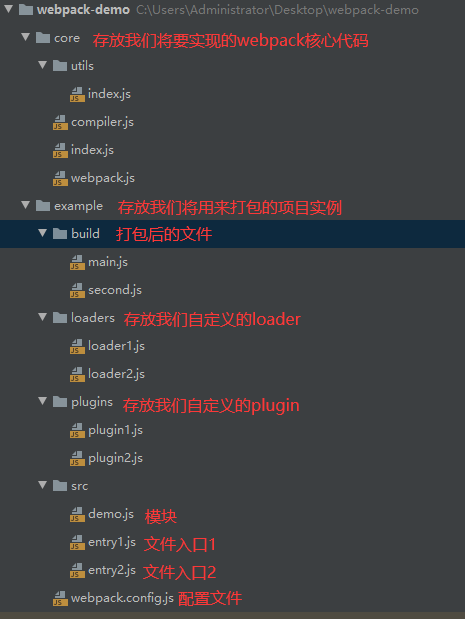 webpack-demo C:\Users\Administrator\Desktop\webpack-demo
core 存放我们将要实现的webpack核心代码
utils
index.js
compiler.js
index.js
webpack.js
example 存放我们将用来打包的项目实例
build 打包后的文件
main.js
second.js
loaders 存放我们自定义的loader
loader1.js
loader2.js
plugins 存放我们自定义的plugin
plugin1.js
plugin2.js
src
demo.js 模块
entry1.js 文件入口1
entry2.js 文件入口2
webpack.config.js 配置文件